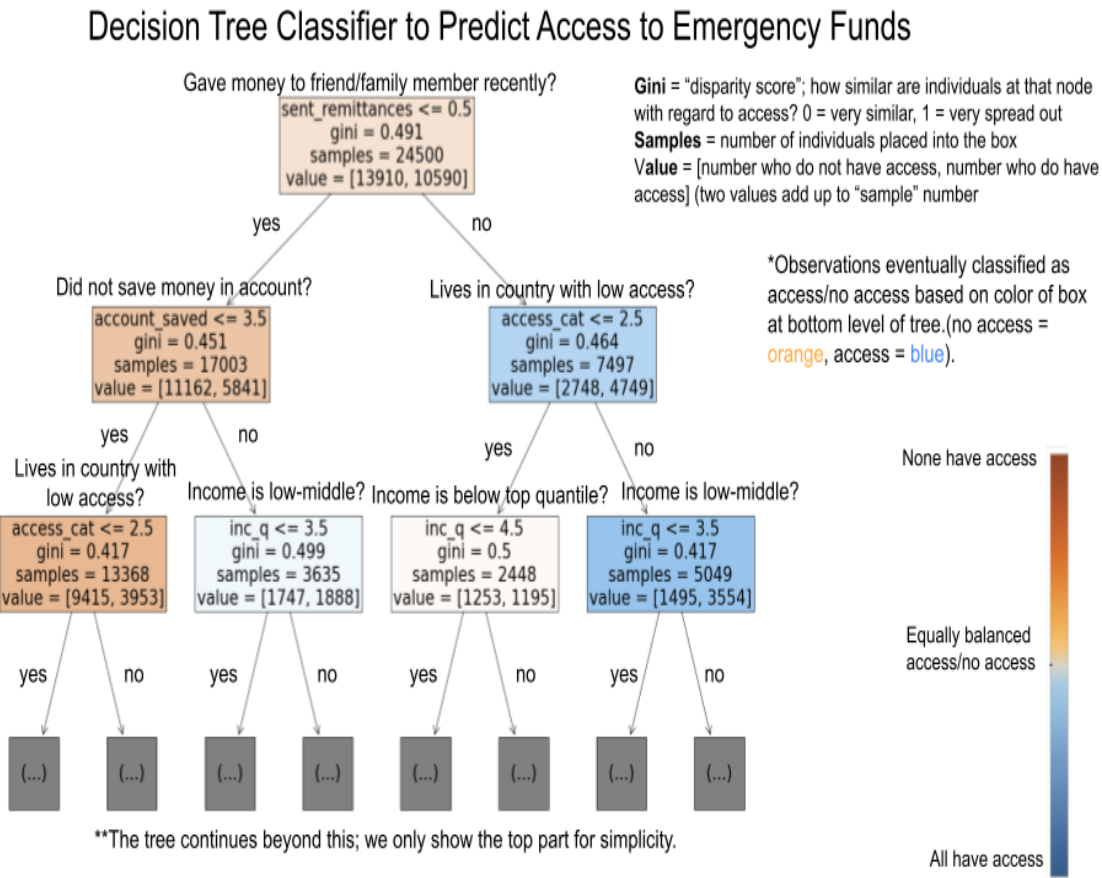 Decision Tree Classifier to Predict Access to Emergency Funds
Gave money to friend/family member recently?
sent_remittances <= 0.5
gini = 0.491
samples = 24500
value = [13910, 10590]
Gini = “disparity score”; how similar are individuals at that node
with regard to access? 0 = very similar, 1 = very spread out
Samples = number of individuals placed into the box
Value = [number who do not have access, number who do have
access] (two values add up to “sample” number
yes
no
*Observations eventually classified as
access/no access based on color of box
at bottom level of tree.(no access =
orange, access = blue).
Did not save money in account?
account_saved <= 3.5
gini = 0.451
samples = 17003
value = [11162, 5841]
Lives in country with low access?
access_cat <= 2.5
gini = 0.464
samples = 7497
value = [2748, 4749]
yes
no
yes
no
Lives in country with
low access?
access_cat <= 2.5
gini = 0.417
samples = 13368
value = [9415, 3953]
Income is low-middle?
inc_q <= 3.5
gini = 0.499
samples = 3635
value = [1747, 1888]
Income is below top quantile?
inc_q <= 4.5
gini = 0.5
samples = 2448
value = [1253, 1195]
Income is low-middle?
inc_q <= 3.5
gini = 0.417
samples = 5049
value = [1495, 3554]
None have access
Equally balanced
access/no access
All have access
yes
no
yes
no
yes
no
yes
no
(...)
(...)
(...)
(...)
(...)
(...)
(...)
(...)
**The tree continues beyond this; we only show the top part for simplicity.